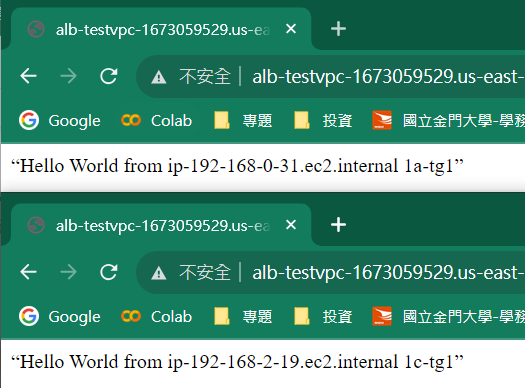 alb-testvpc-1673059529.us-ea
不安全 alb-testvpc-1673059529.us-east-
Google Colab 專題 投資 國立金門大學-學務
“Hello World from ip-192-168-0-31.ec2.internal 1a-tg1”
alb-testvpc-1673059529.us-ea
不安全 alb-testvpc-1673059529.us-east-
Google Colab 專題 投資 國立金門大學-學務
“Hello World from ip-192-168-2-19.ec2.internal 1c-tg1”